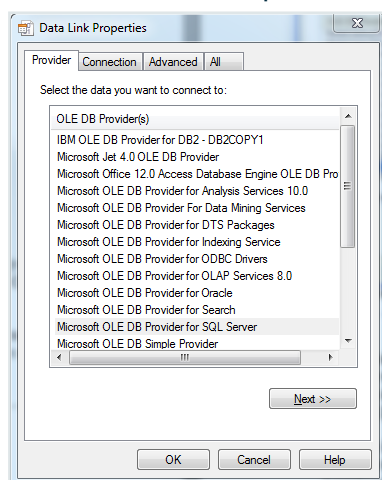 Data Link Properties
Provider Connection Advanced All
Select the data you want to connect to:
OLE DB Provider(s)
IBM OLE DB Provider for DB2 - DB2COPY1
Microsoft Jet 4.0 OLE DB Provider
Microsoft Office 12.0 Access Database Engine OLE DB Pro
Microsoft OLE DB Provider for Analysis Services 10.0
Microsoft OLE DB Provider For Data Mining Services
Microsoft OLE DB Provider for DTS Packages
Microsoft OLE DB Provider for Indexing Service
Microsoft OLE DB Provider for ODBC Drivers
Microsoft OLE DB Provider for OLAP Services 8.0
Microsoft OLE DB Provider for Oracle
Microsoft OLE DB Provider for Search
Microsoft OLE DB Provider for SQL Server
Microsoft OLE DB Simple Provider
Next >>
OK Cancel Help